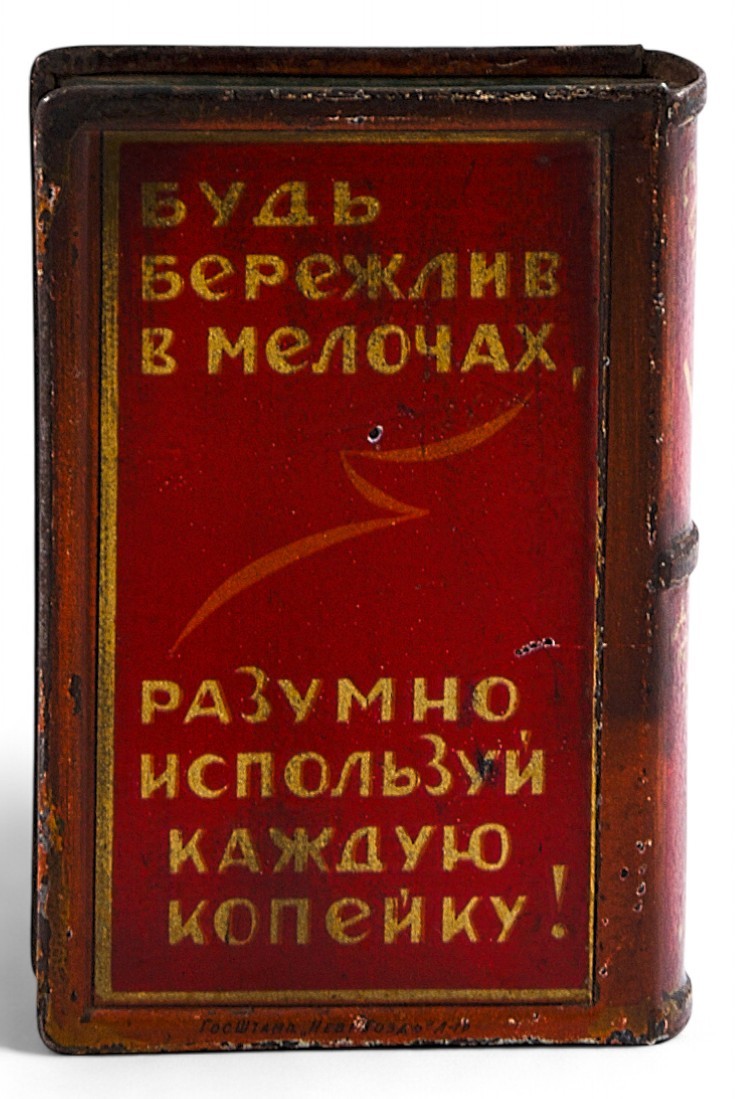 БУДЬ
БЕРЕЖЛИВ
В МЕЛОЧАХ,
РАЗУМНО
ИСПОЛЬЗУЙ
КАЖДУЮ
КОПЕЙКУ!